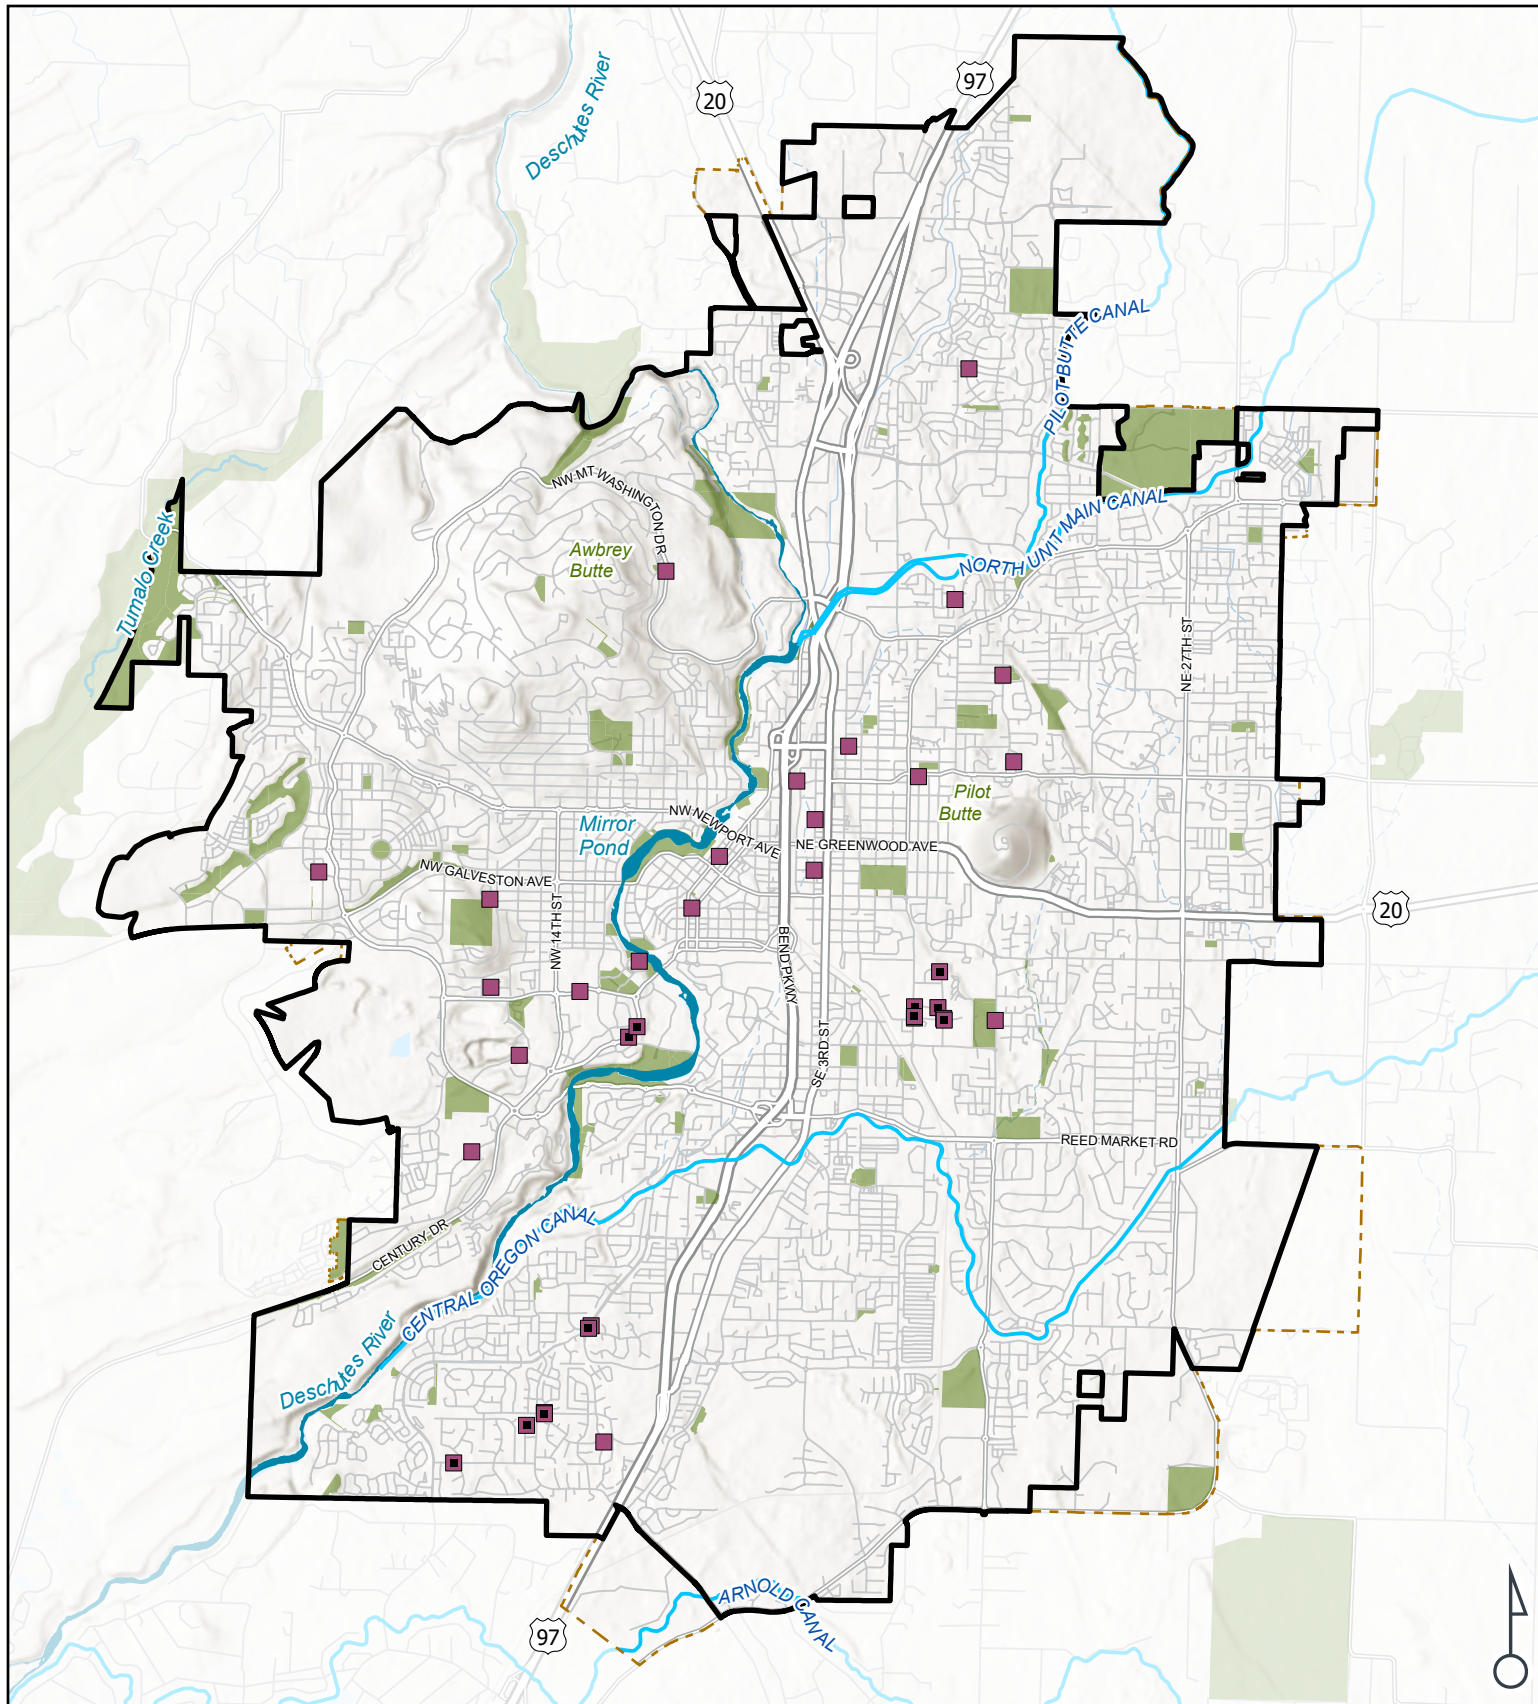 97
20
Deschutes River
PILOT BUTTE CANAL
NW MT WASHINGTON DR
NORTH UNIT MAIN CANAL
Tumalo Creek
Awbrey
Butte
NE 27TH ST
Pilot
Butte
Mirror
Pond
NW NEWPORT AVE
NE GREENWOOD AVE
NW GALVESTON AVE
NW 14TH ST
20
BEND PKWY
SE 3RD ST
REED MARKET RD
CENTURY DR
CENTRAL OREGON CANAL
Deschutes River
ARNOLD CANAL
97